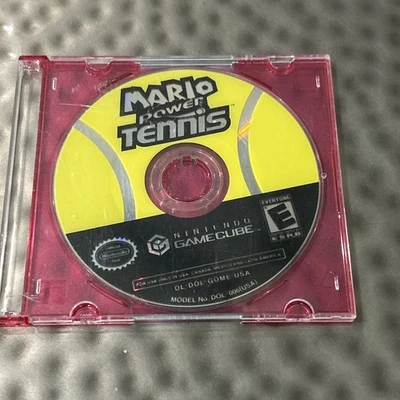 MARIO
POWER
TENNIS
NINTENDO
GAMECUBE
EVERYONE
E
ESRB
Nintendo
FOR USE ONLY IN USA, CANADA, MEXICO AND LATIN AMERICA
DL DOL GOME USA
MODEL No. DOL-006(USA)